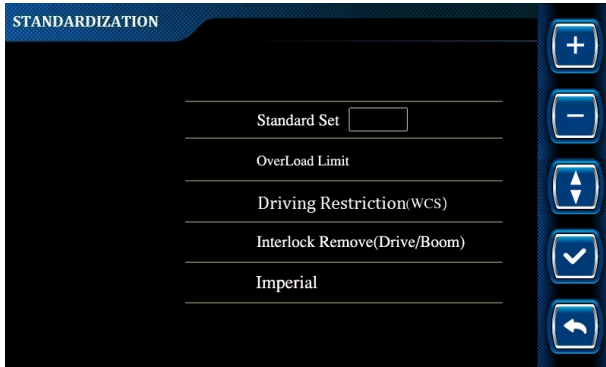 STANDARDIZATION
Standard Set
OverLoad Limit
Driving Restriction(WCS)
Interlock Remove(Drive/Boom)
Imperial